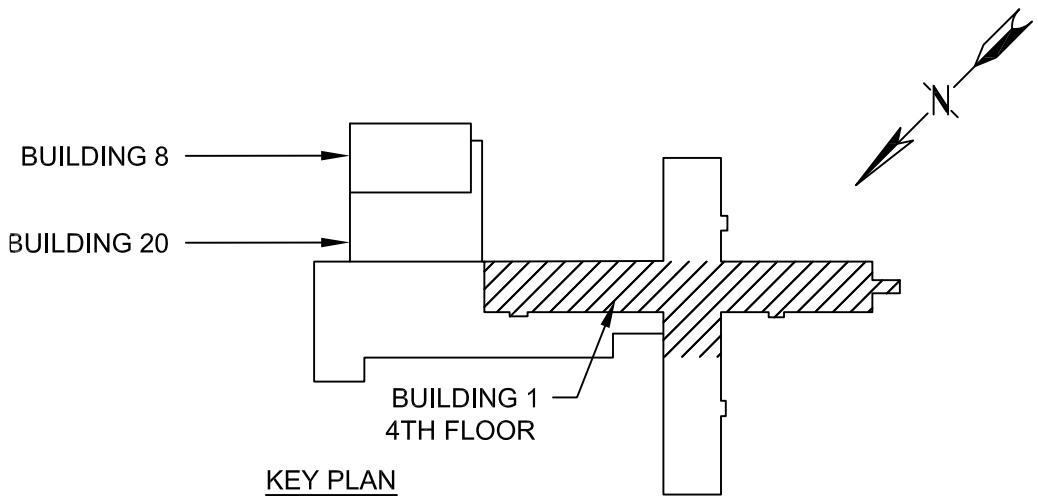 N
BUILDING 8
BUILDING 20
BUILDING 1
4TH FLOOR
KEY PLAN